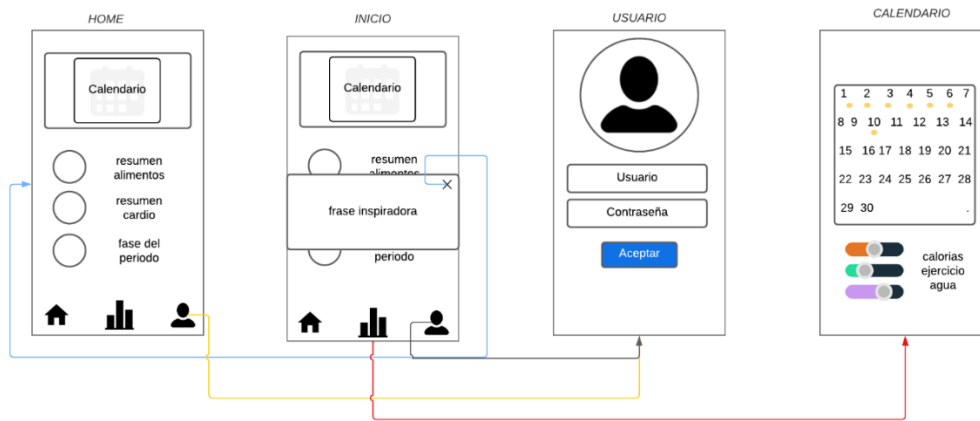 HOME
Calendario
resumen
alimentos
resumen
cardio
fase del
periodo
INICIO
Calendario
resumen
alimentos
frase inspiradora
periodo
USUARIO
Usuario
Contraseña
Aceptar
CALENDARIO
1 2 3 4 5 6 7
8 9 10 11 12 13 14
15 16 17 18 19 20 21
22 23 24 25 26 27 28
29 30 .
calorias
ejercicio
agua